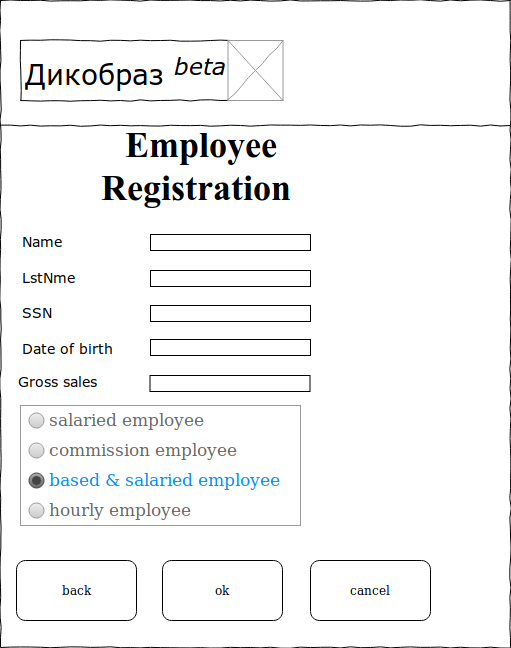 Дикобраз beta
Employee
Registration
Name
LstNme
SSN
Date of birth
Gross sales
salaried employee
commission employee
based & salaried employee
hourly employee
back ok cancel